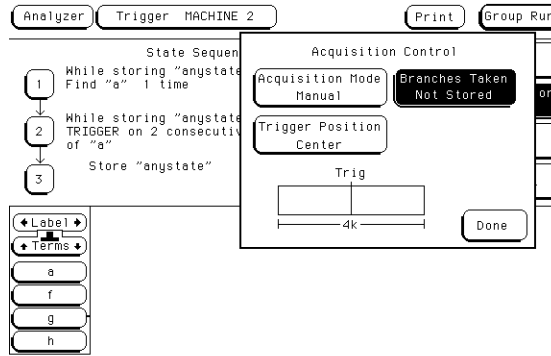 Analyzer Trigger MACHINE 2 Print Group Run
State Sequen
While storing "anystate
1 Find "a" 1 time
While storing "anystate
2 TRIGGER on 2 consecutiv
of "a"
Store "anystate"
3
Acquisition Control
Acquisition Mode
Manual
Branches Taken
Not Stored
Trigger Position
Center
Trig
4k
Done
on
Label
Terms
a
f
g
h